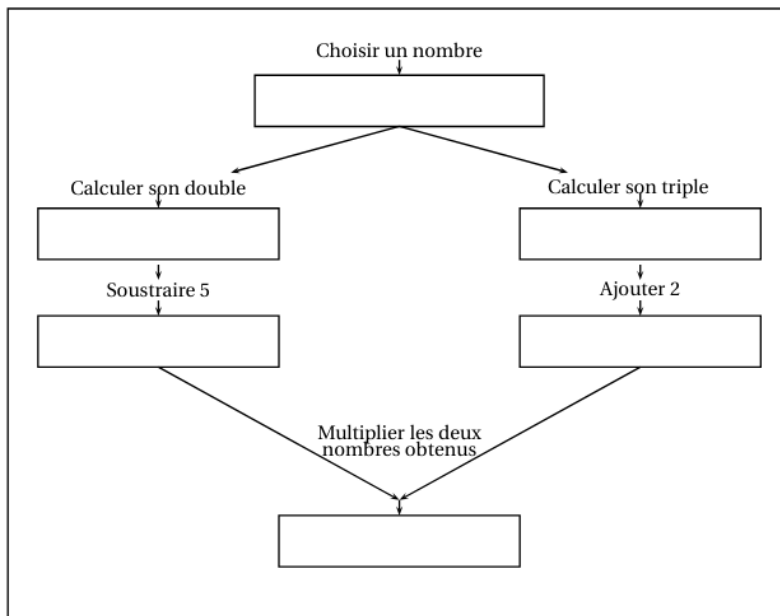 Choisir un nombre
Calculer son double
Calculer son triple
Soustraire 5
Ajouter 2
Multiplier les deux
nombres obtenus